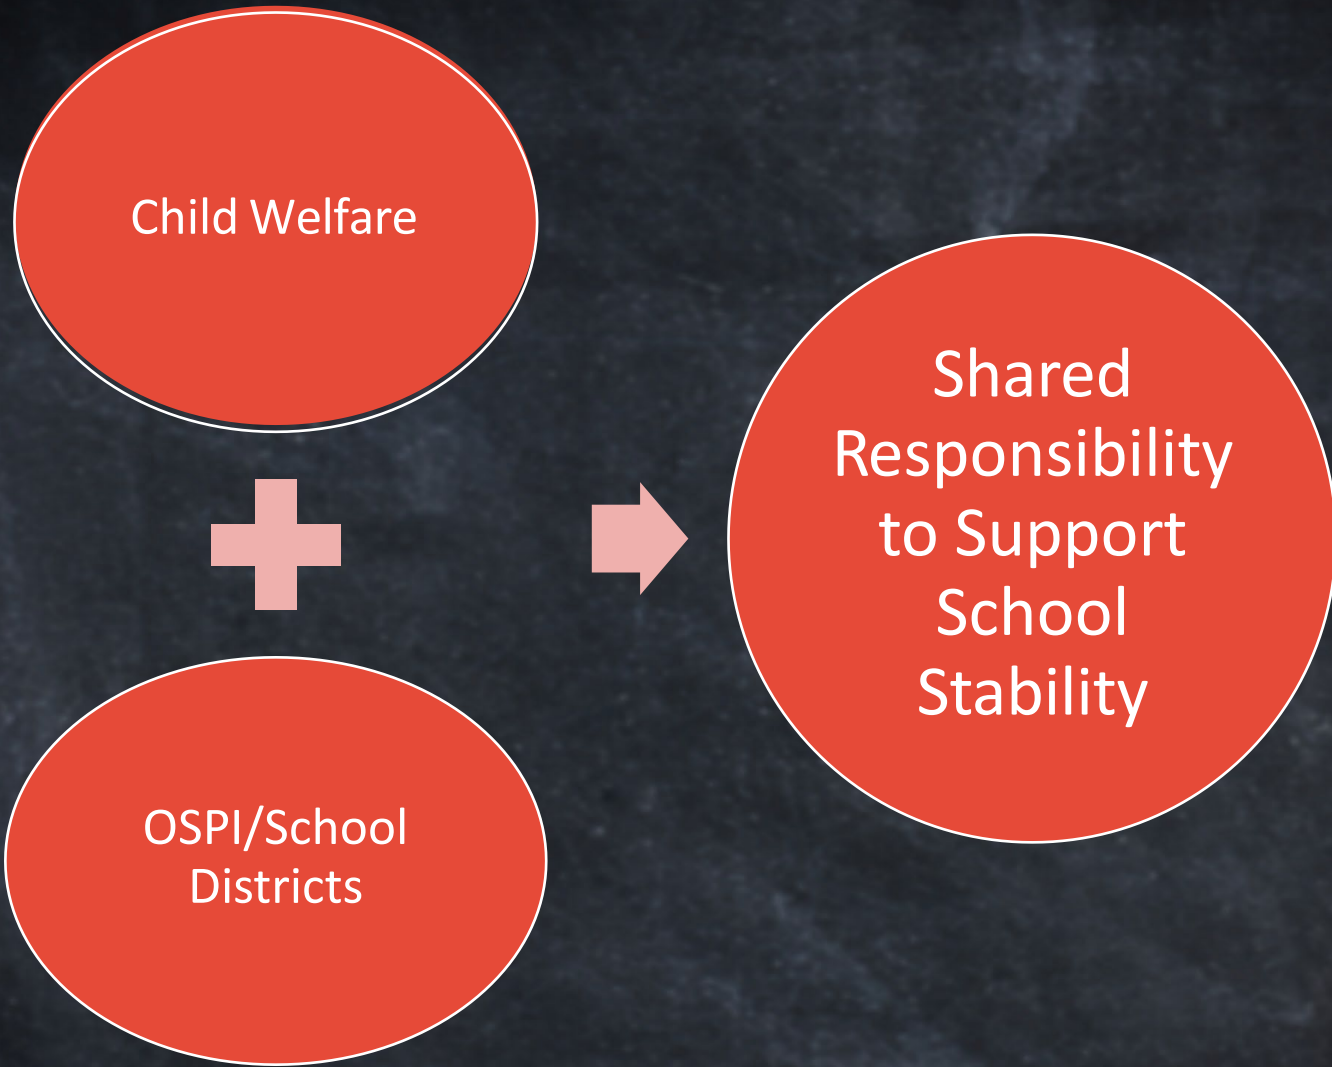 Child Welfare
OSPI/School
Districts
Shared
Responsibility
to Support
School
Stability